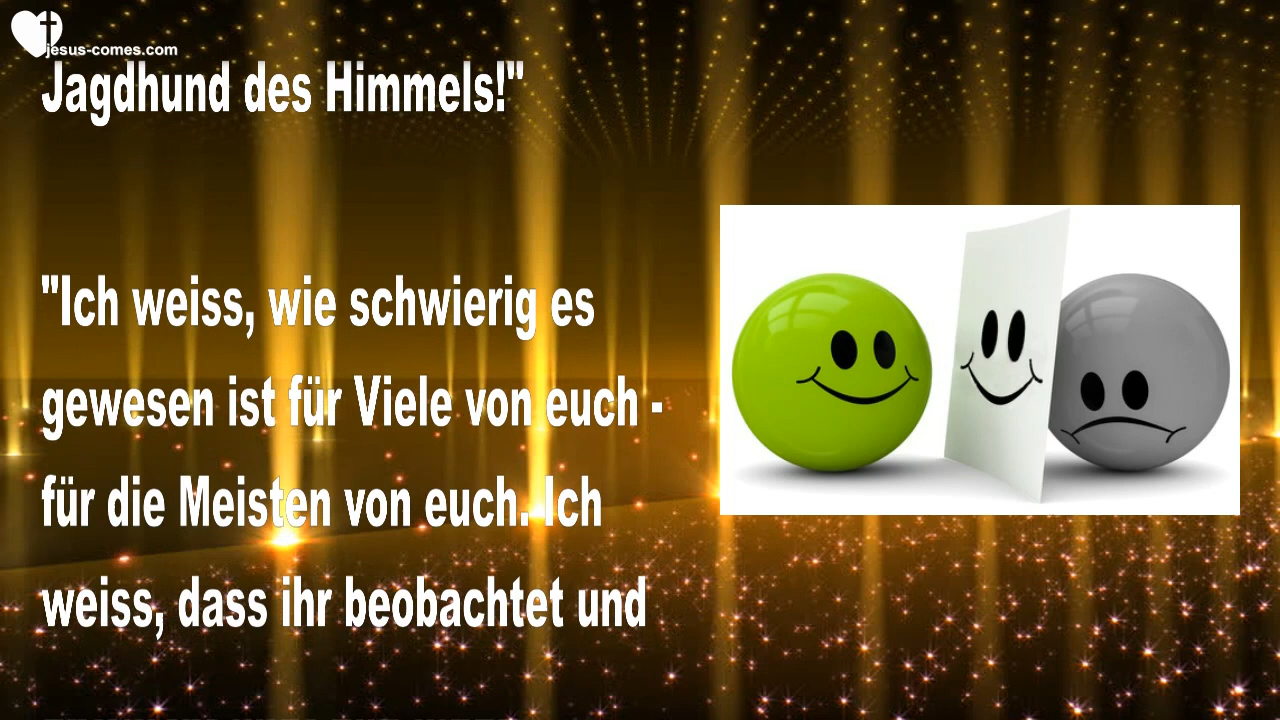 jesus-comes.com
Jagdhund des Himmels!"
"Ich weiss, wie schwierig es
gewesen ist für Viele von euch -
für die Meisten von euch. Ich
weiss, dass ihr beobachtet und